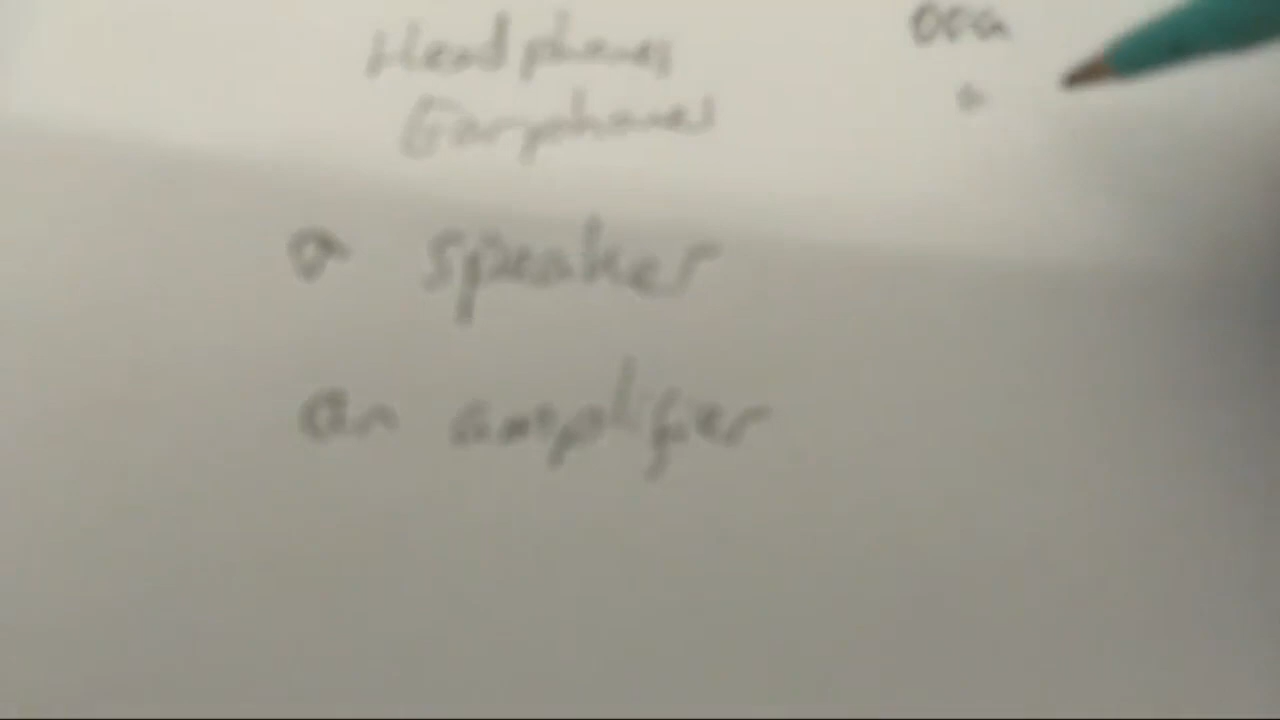 Headphones
Earphones
a speaker
an amplifier